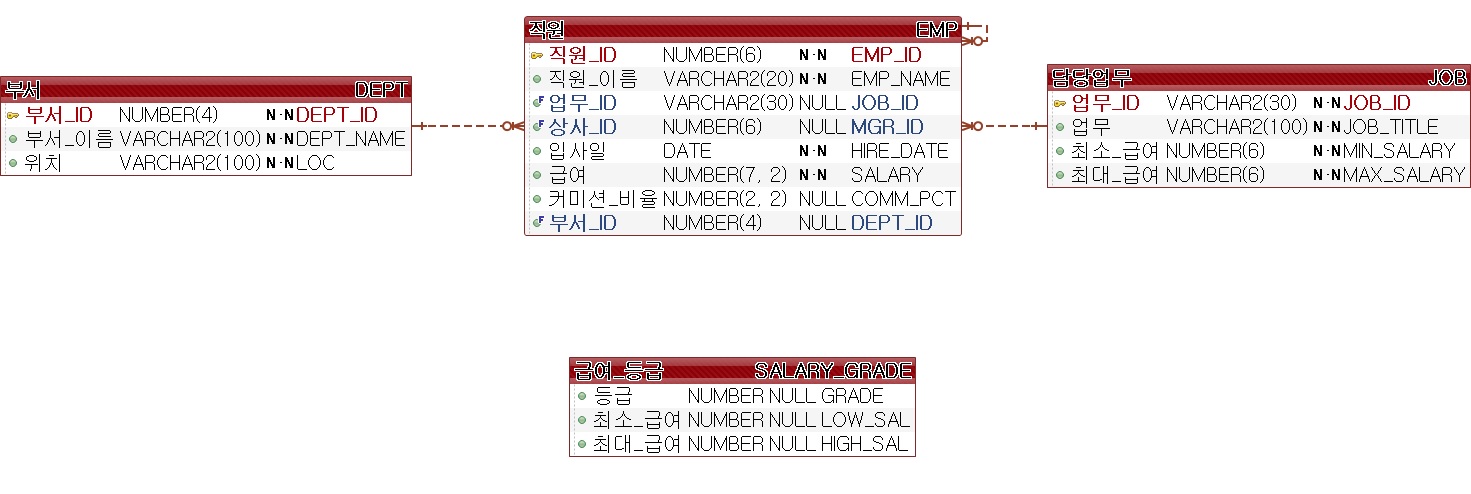 직원 EMP
직원_ID NUMBER(6) N·N EMP_ID
직원_이름 VARCHAR2(20) N·N EMP_NAME
업무_ID VARCHAR2(30) NULL JOB_ID
상사_ID NUMBER(6) NULL MGR_ID
입사일 DATE N·N HIRE_DATE
급여 NUMBER(7, 2) N·N SALARY
커미션_비율 NUMBER(2, 2) NULL COMM_PCT
부서_ID NUMBER(4) NULL DEPT_ID
부서 DEPT
부서_ID NUMBER(4) N·N DEPT_ID
부서_이름 VARCHAR2(100) N·N DEPT_NAME
위치 VARCHAR2(100) N·N LOC
담당업무 JOB
업무_ID VARCHAR2(30) N·N JOB_ID
업무 VARCHAR2(100) N·N JOB_TITLE
최소_급여 NUMBER(6) N·N MIN_SALARY
최대_급여 NUMBER(6) N·N MAX_SALARY
급여_등급 SALARY_GRADE
등급 NUMBER NULL GRADE
최소_급여 NUMBER NULL LOW_SAL
최대_급여 NUMBER NULL HIGH_SAL